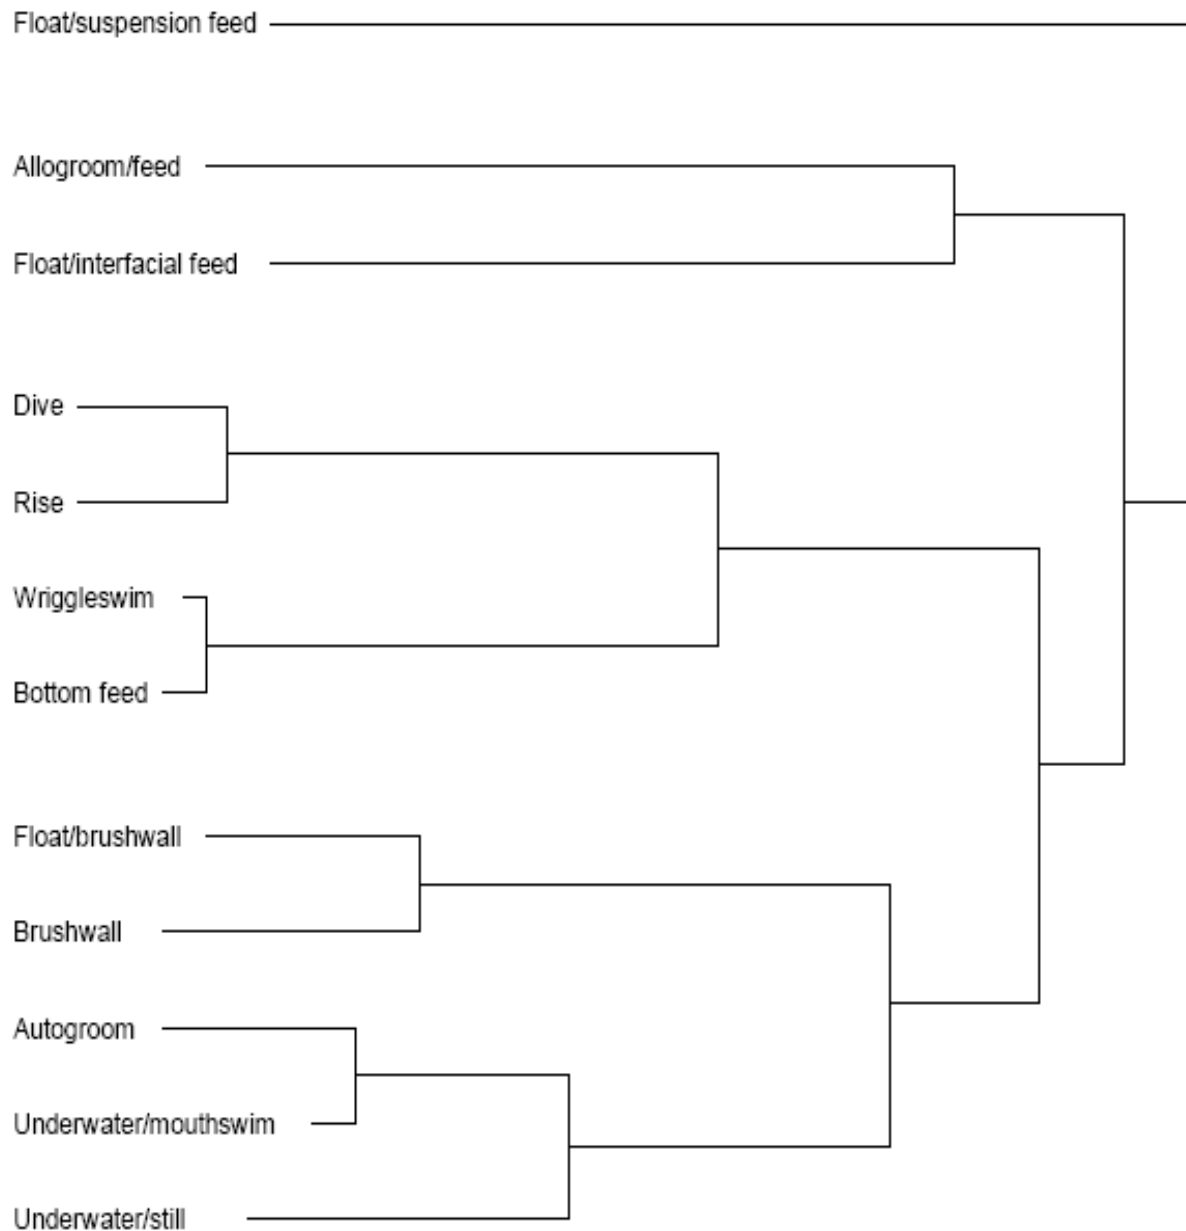 Float/suspension feed
Allogroom/feed
Float/interfacial feed
Dive
Rise
Wriggleswim
Bottom feed
Float/brushwall
Brushwall
Autogroom
Underwater/mouthswim
Underwater/still